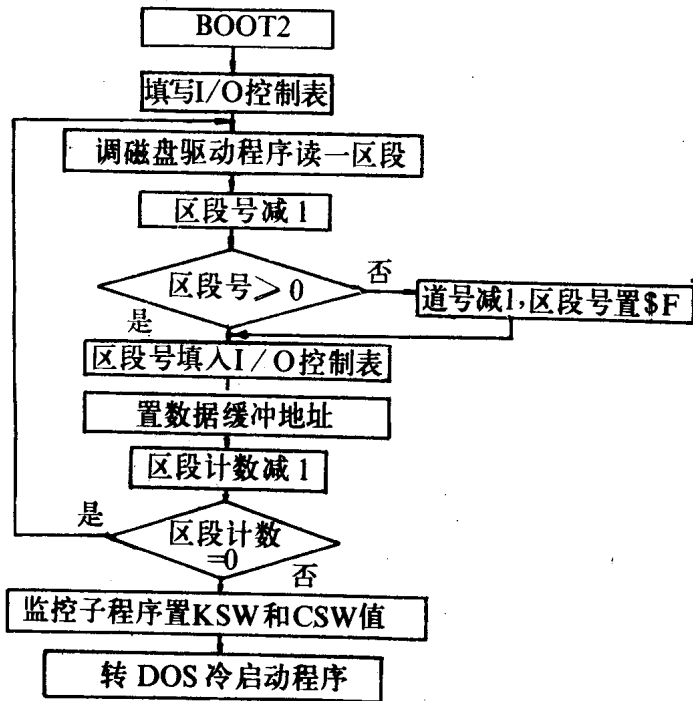 BOOT2
填写I/O控制表
调磁盘驱动程序读一区段
区段号减1
区段号>0
否
道号减1,区段号置$F
是
区段号填入I/O控制表
置数据缓冲地址
区段计数减1
是
区段计数
=0
否
监控子程序置KSW和CSW值
转DOS冷启动程序